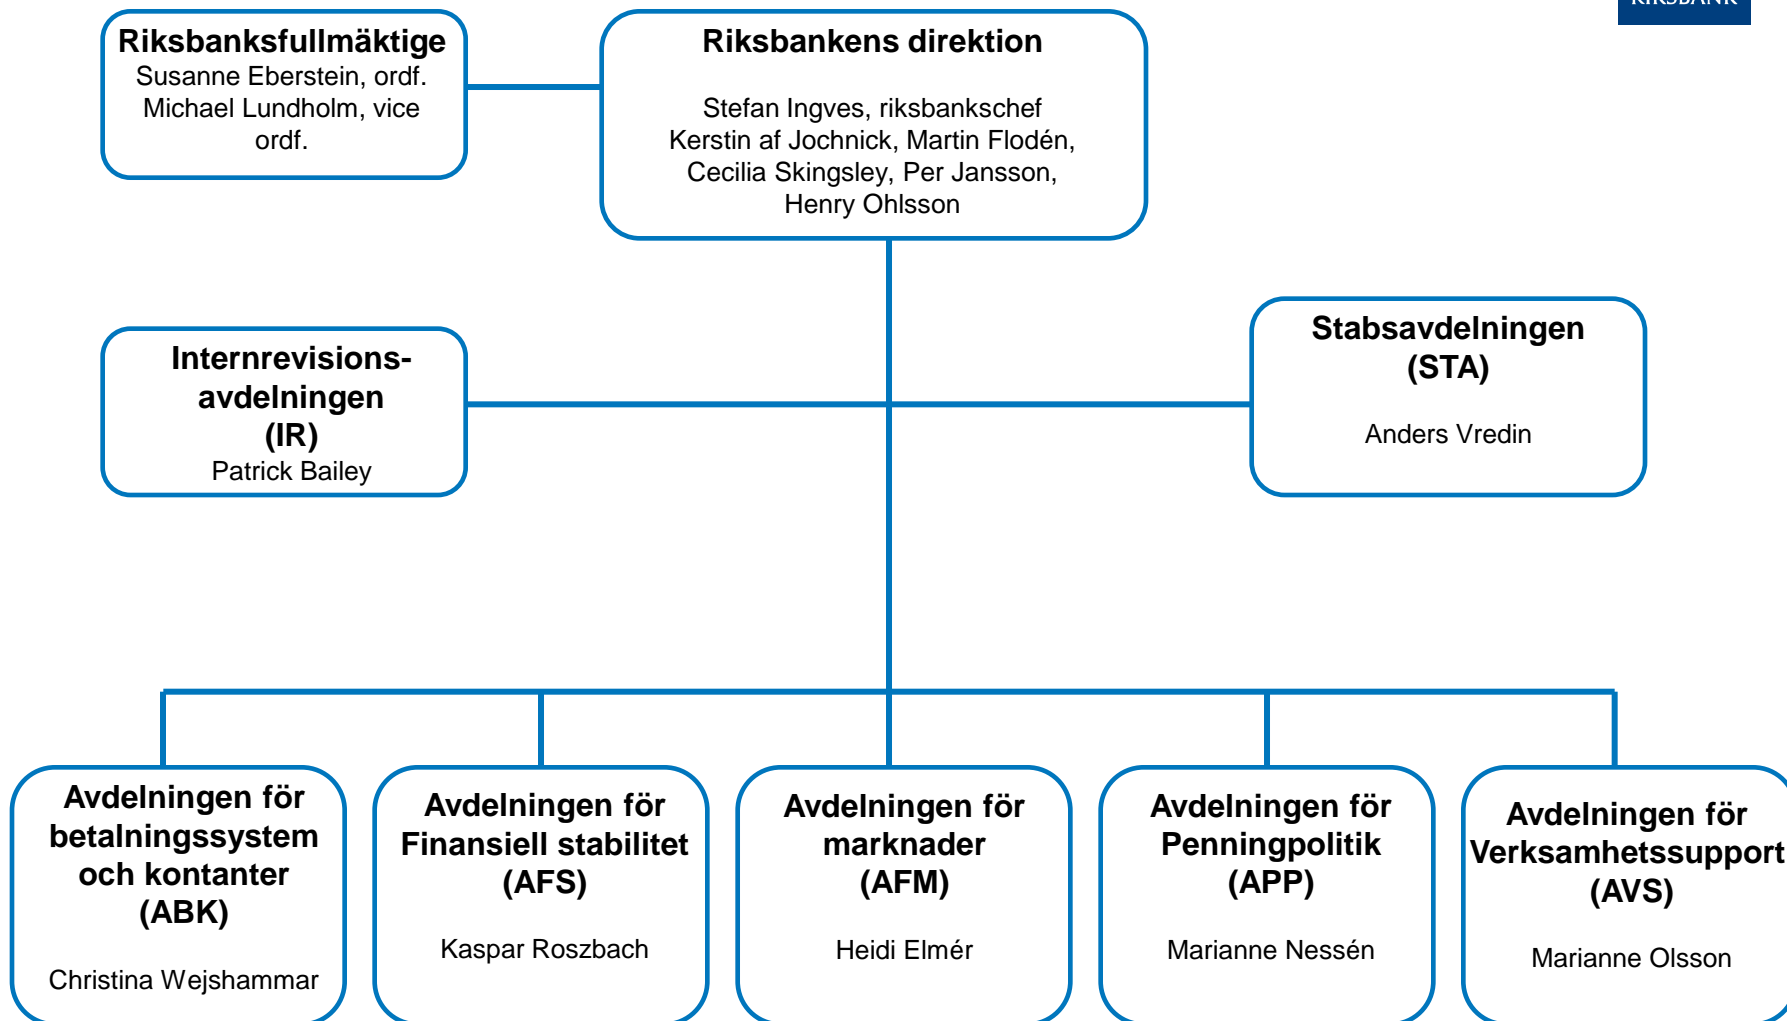 RIKSBANK
Riksbanksfullmäktige
Susanne Eberstein, ordf.
Michael Lundholm, vice
ordf.
Riksbankens direktion
Stefan Ingves, riksbankschef
Kerstin af Jochnick, Martin Flodén,
Cecilia Skingsley, Per Jansson,
Henry Ohlsson
Internrevisions-
avdelningen
(IR)
Patrick Bailey
Stabsavdelningen
(STA)
Anders Vredin
Avdelningen för
betalningssystem
och kontanter
(ABK)
Christina Wejshammar
Avdelningen för
Finansiell stabilitet
(AFS)
Kaspar Roszbach
Avdelningen för
marknader
(AFM)
Heidi Elmér
Avdelningen för
Penningpolitik
(APP)
Marianne Nessén
Avdelningen för
Verksamhetssupport
(AVS)
Marianne Olsson